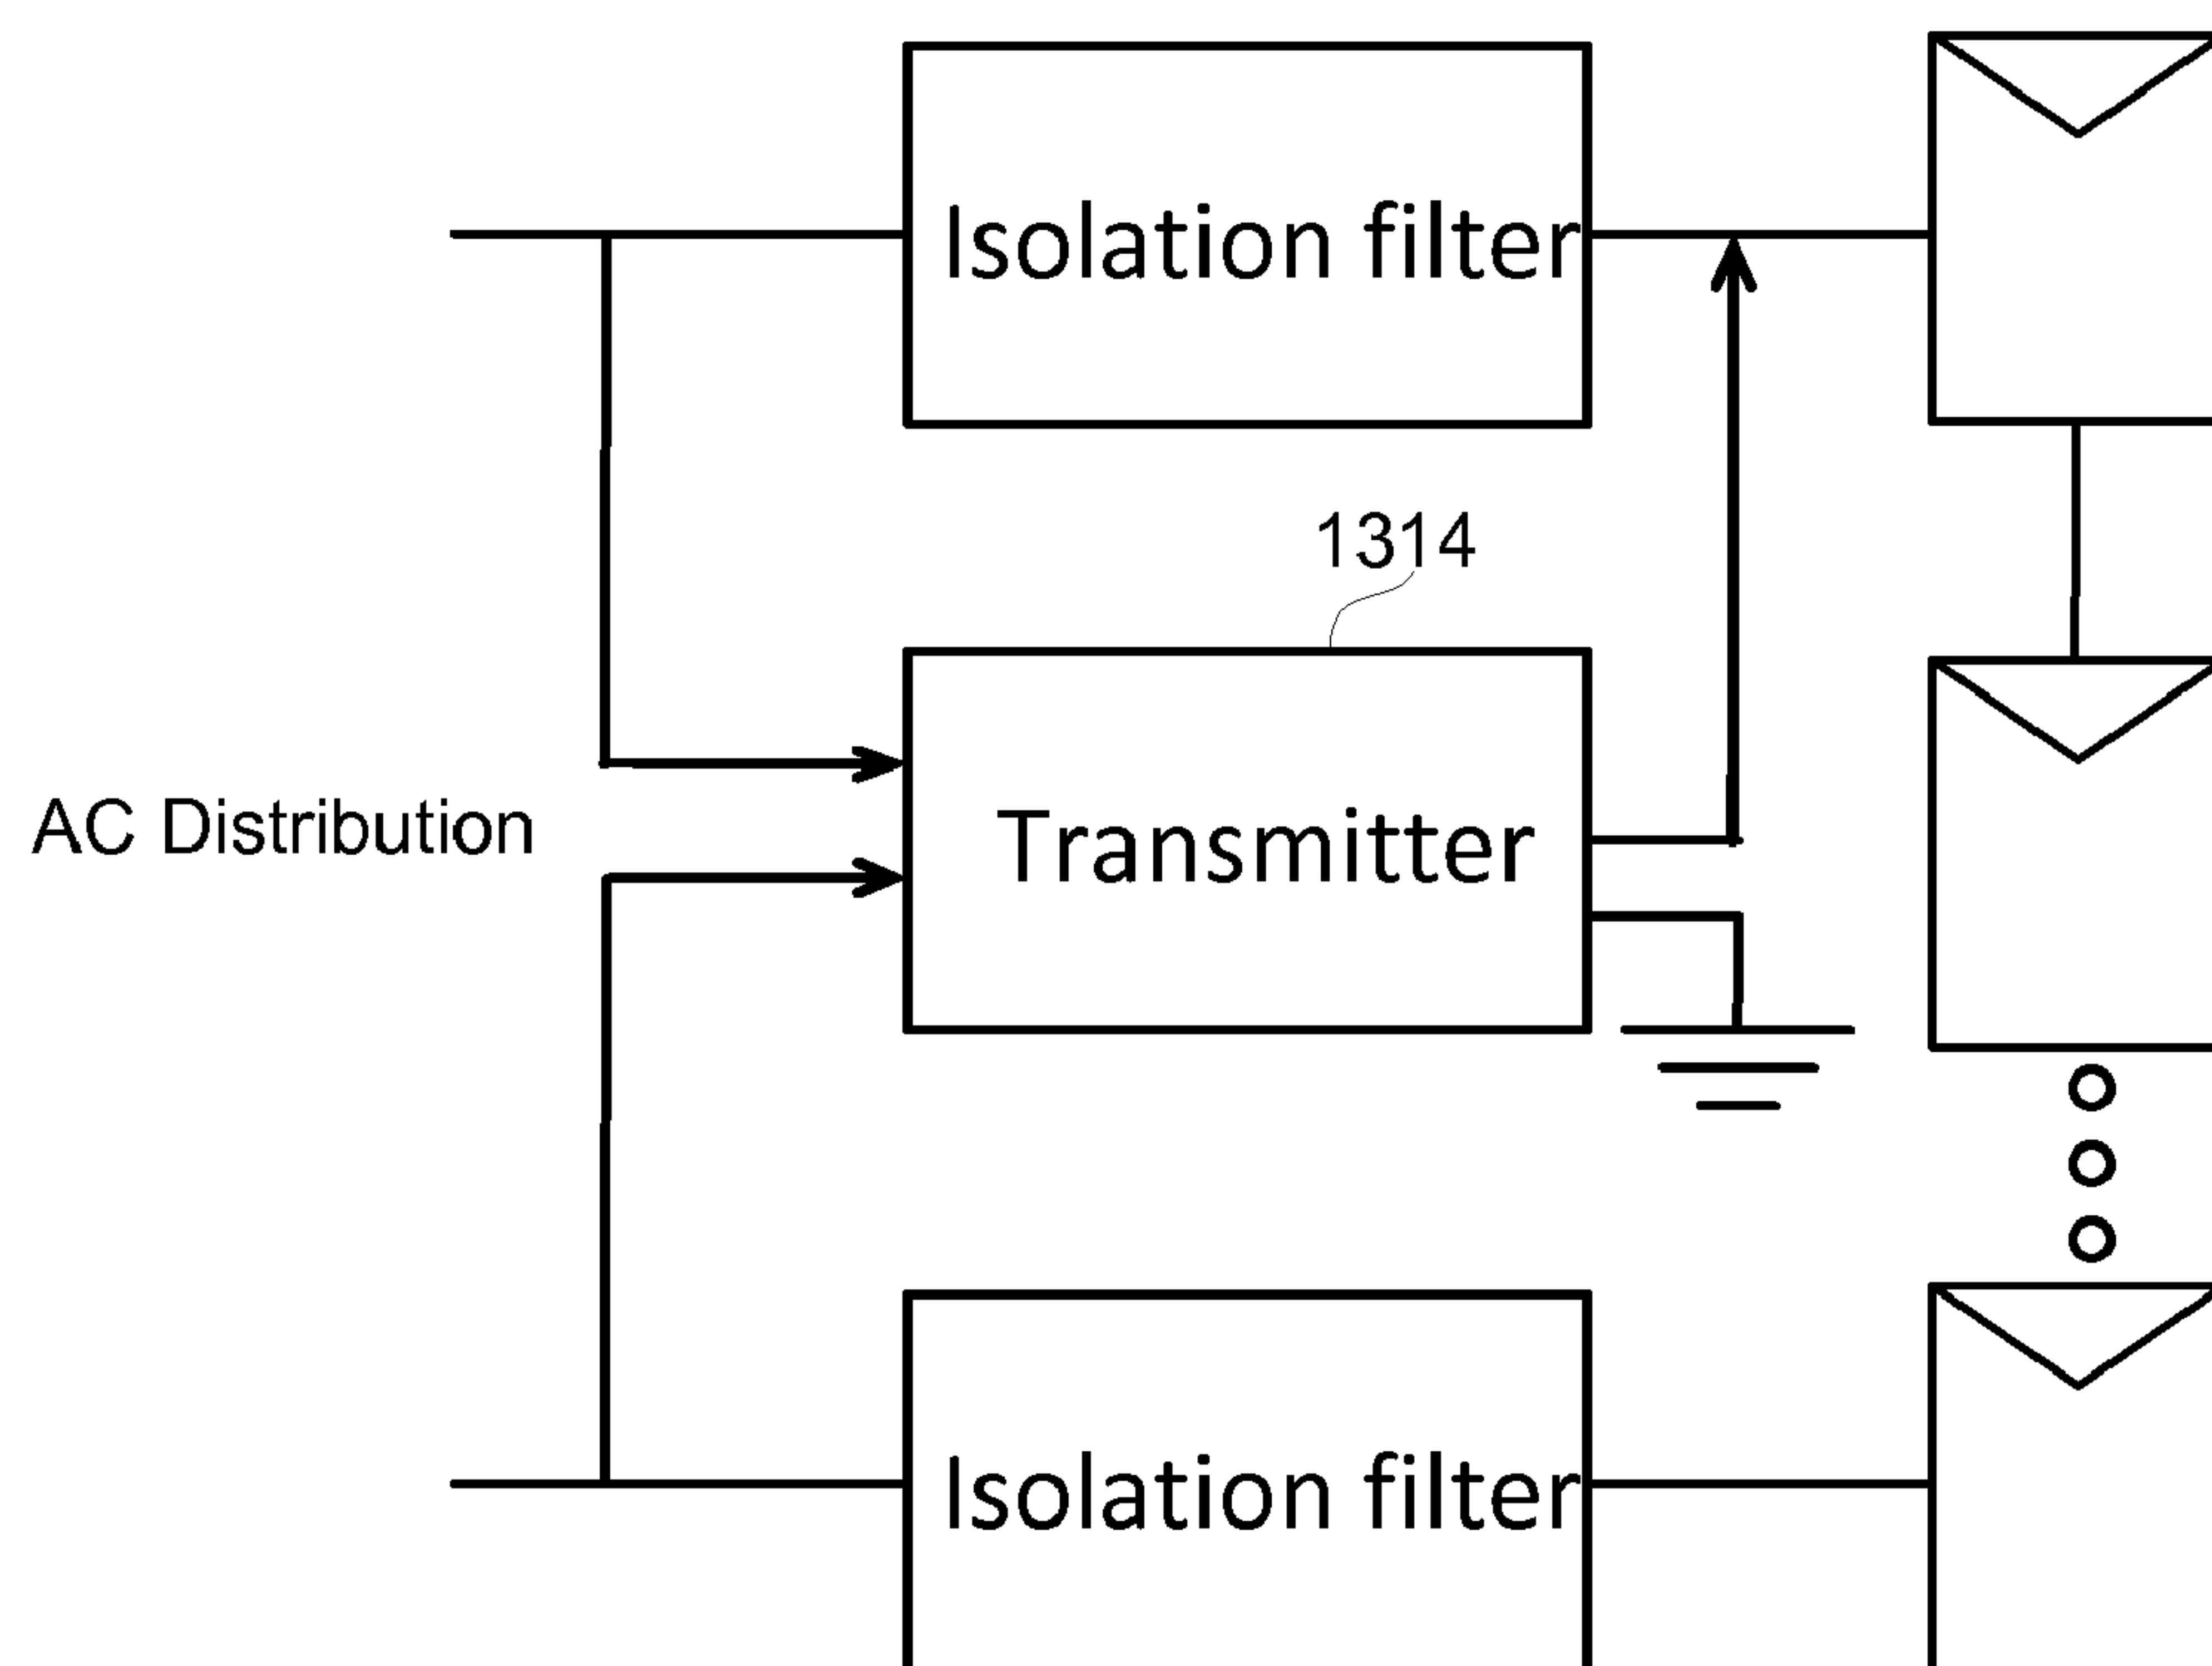 Isolation filter
1314
AC Distribution
Transmitter
Isolation filter